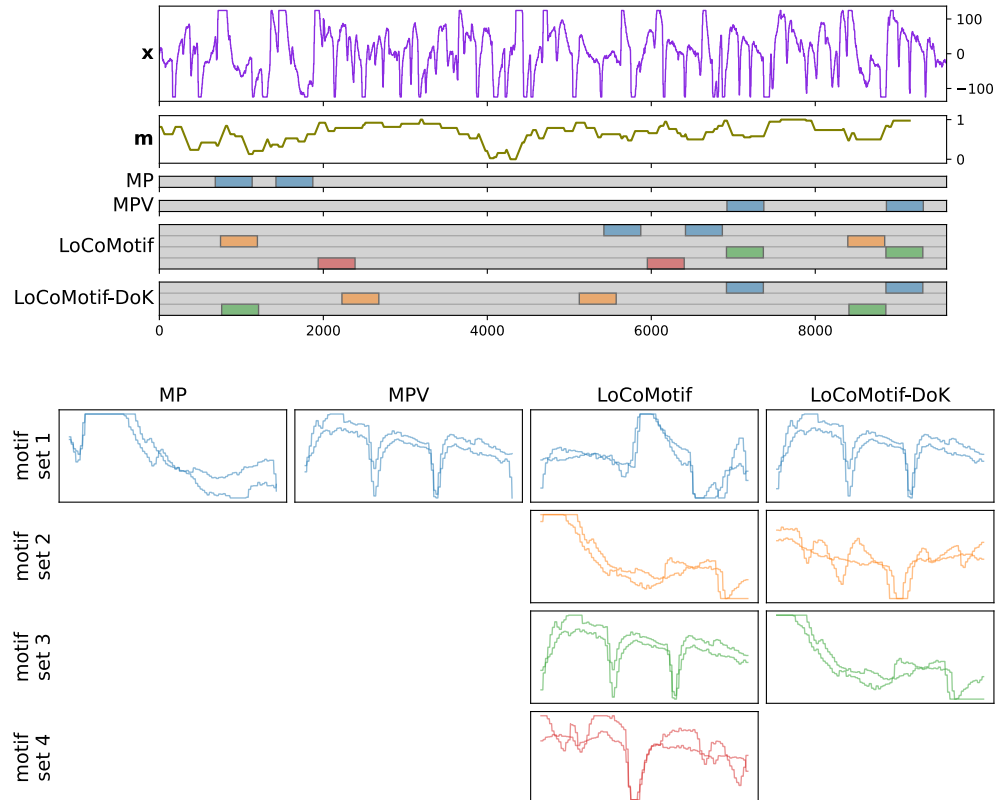 x
100
0
−100
m
1
0
MP
MPV
LoCoMotif
LoCoMotif-DoK
0 2000 4000 6000 8000
MP MPV LoCoMotif LoCoMotif-DoK
motif
set 1
motif
set 2
motif
set 3
motif
set 4